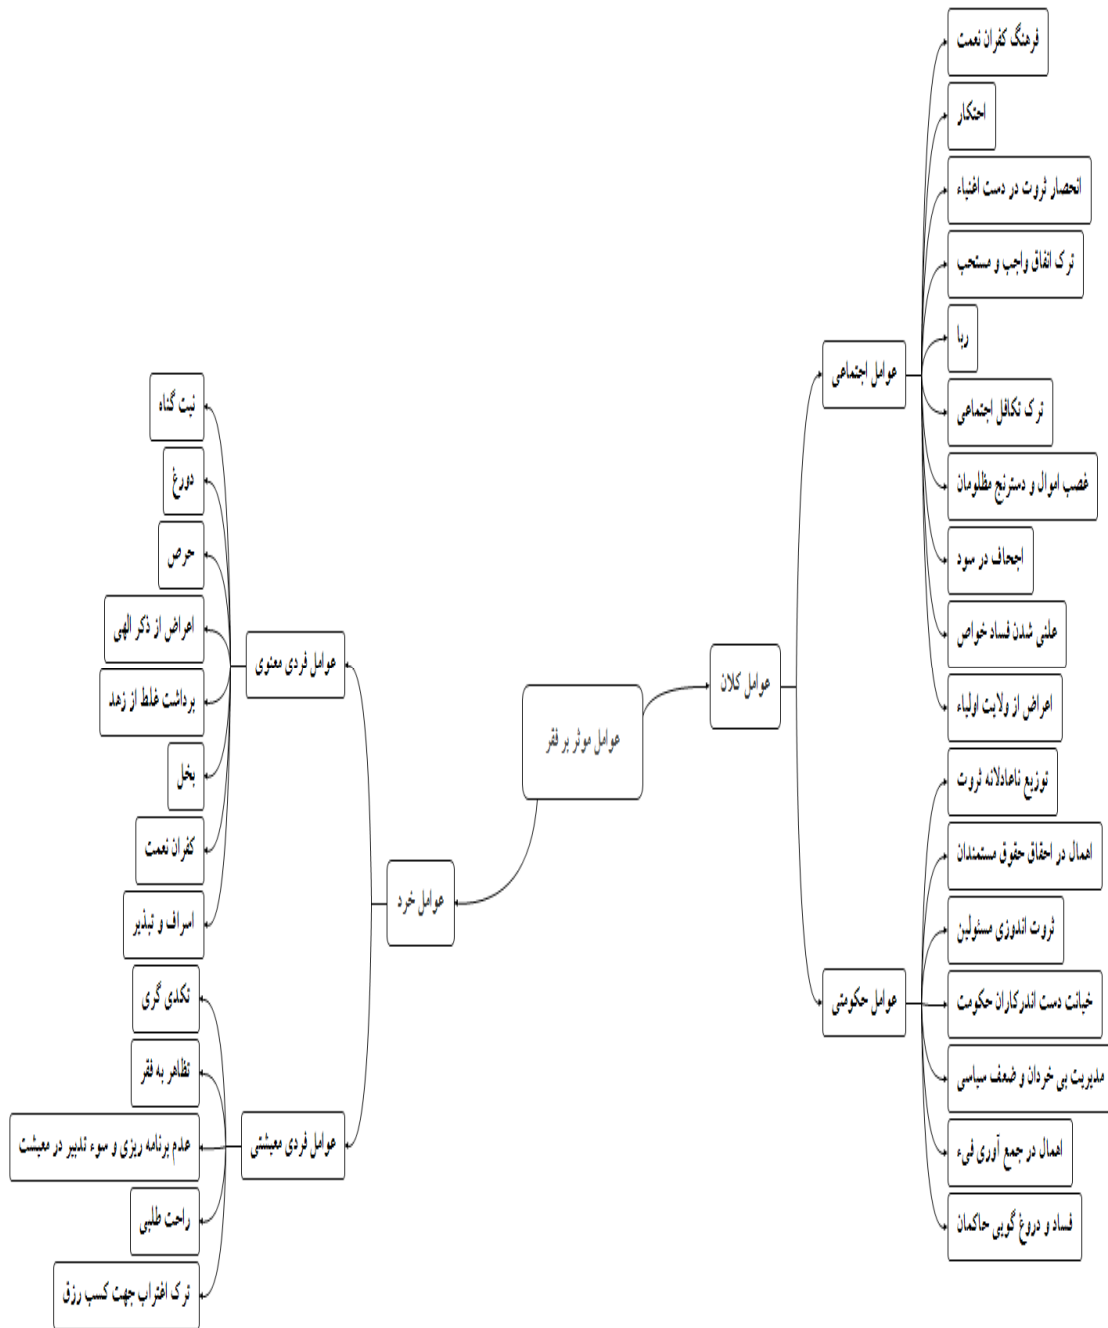 عوامل موثر بر فقر
عوامل کلان
عوامل اجتماعی
فرهنگ کفران نعمت
احتکار
انحصار ثروت در دست اغنیاء
ترک انفاق واجب و مستحب
ربا
ترک تکافل اجتماعی
غصب اموال و دسترنج مظلومان
اجحاف در سود
علنی شدن فساد خواص
اعراض از ولایت اولیاء
عوامل حکومتی
توزیع ناعادلانه ثروت
اهمال در احقاق حقوق مستمندان
ثروت اندوزی مسئولین
خیانت دست اندرکاران حکومت
مدیریت بی خردان و ضعف سیاسی
اهمال در جمع آوری فیء
فساد و دروغ گویی حاکمان
عوامل خرد
عوامل فردی معنوی
نیت گناه
دورغ
حرص
اعراض از ذکر الهی
برداشت غلط از زهد
بخل
کفران نعمت
اسراف و تبذیر
عوامل فردی معیشتی
تکدی گری
تظاهر به فقر
عدم برنامه ریزی و سوء تدبیر در معیشت
راحت طلبی
ترک اغتراب جهت کسب رزق